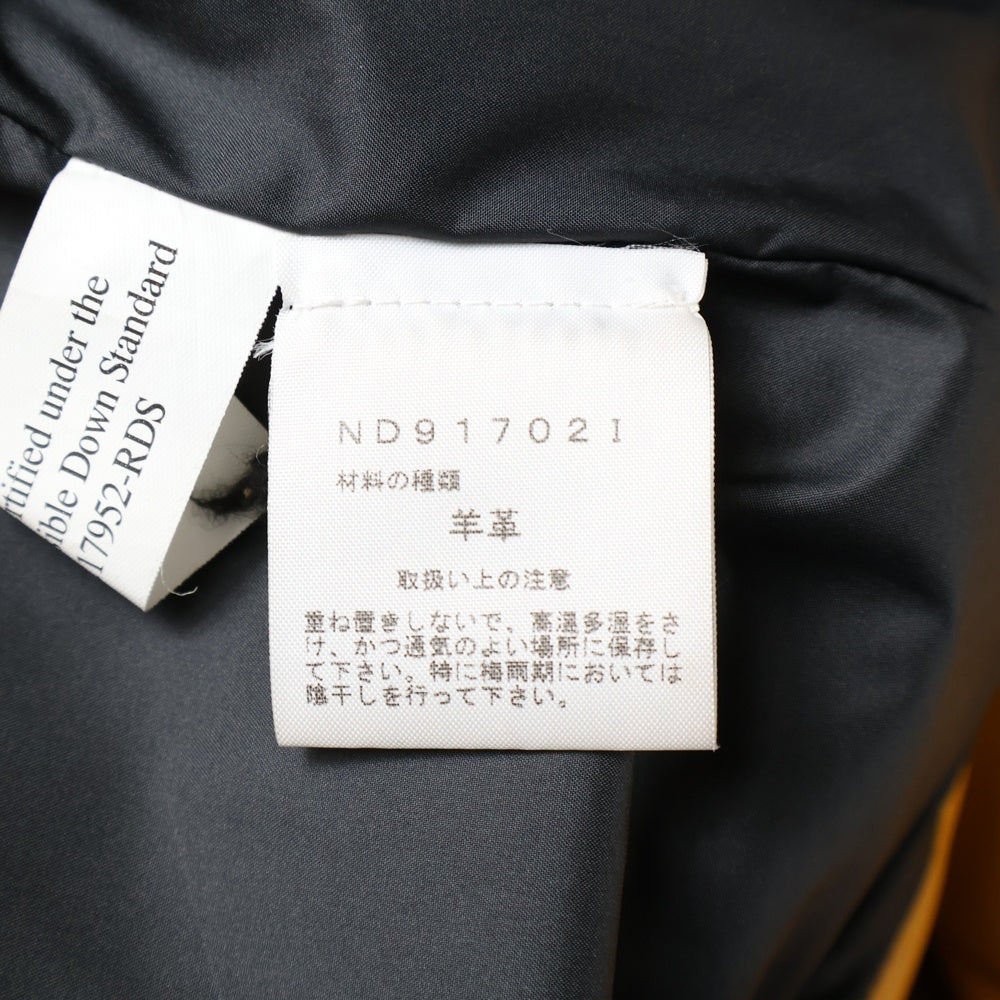 rtified under the
ible Down Standard
17952-RDS
ND91702I
材料の種類
羊革
取扱い上の注意
重ね置きしないで、高温多湿をさ
け、かつ通気のよい場所に保存し
て下さい。特に梅雨期においては
陰干しを行って下さい。